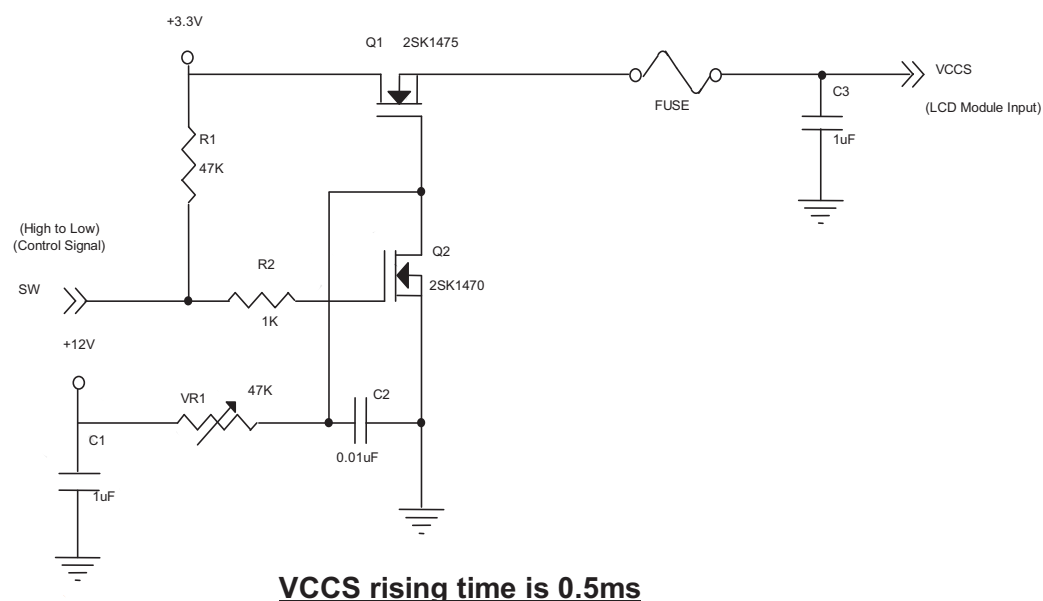 +3.3V
Q1 2SK1475
VCCS
FUSE
C3
(LCD Module Input)
R1
1uF
47K
(High to Low)
(Control Signal)
Q2
R2
2SK1470
SW
1K
+12V
47K
VR1
C2
C1
0.01uF
1uF
VCCS rising time is 0.5ms